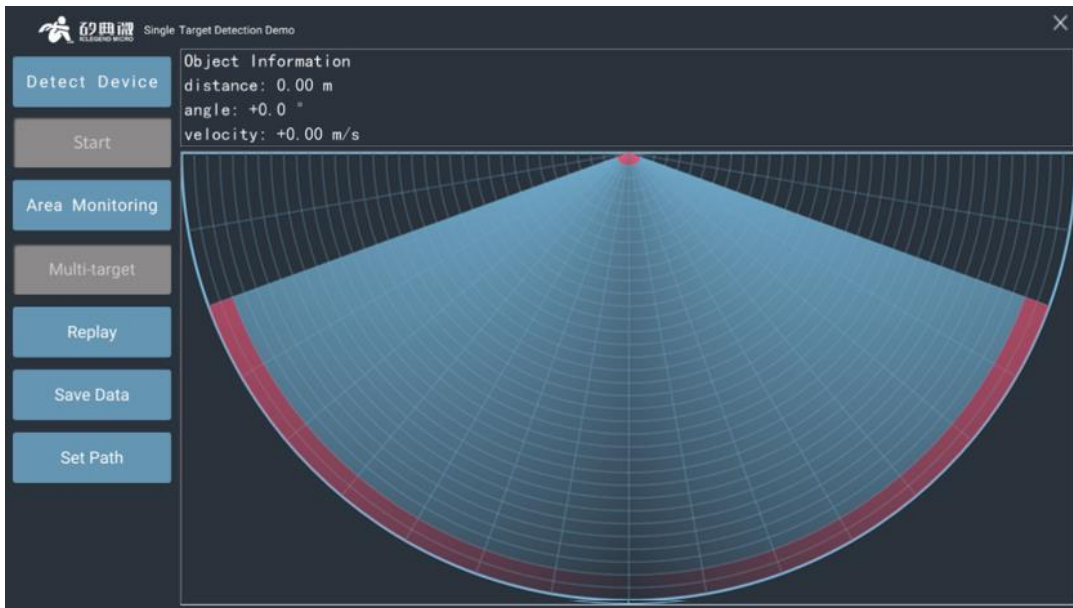 矽典微 Single Target Detection Demo
ICLEGEND MICRO
Detect Device
Start
Area Monitoring
Multi-target
Replay
Save Data
Set Path
Object Information
distance: 0.00 m
angle: +0.0 °
velocity: +0.00 m/s